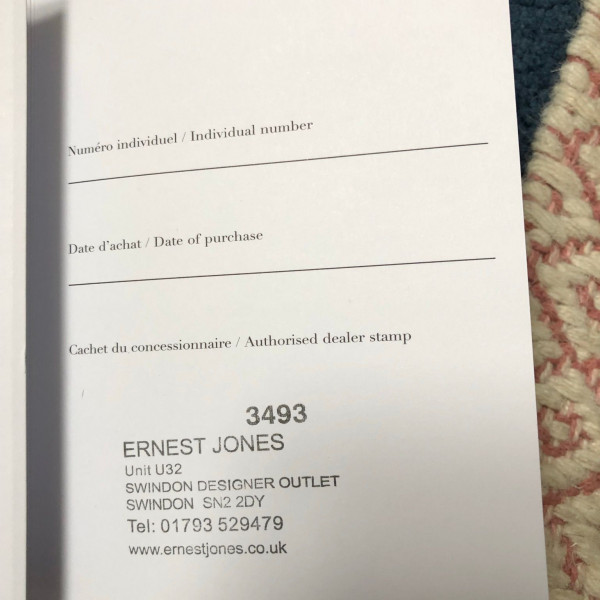 Numéro individuel / Individual number
Date d'achat / Date of purchase
Cachet du concessionnaire / Authorised dealer stamp
3493
ERNEST JONES
Unit U32
SWINDON DESIGNER OUTLET
SWINDON SN2 2DY
Tel: 01793 529479
www.ernestjones.co.uk